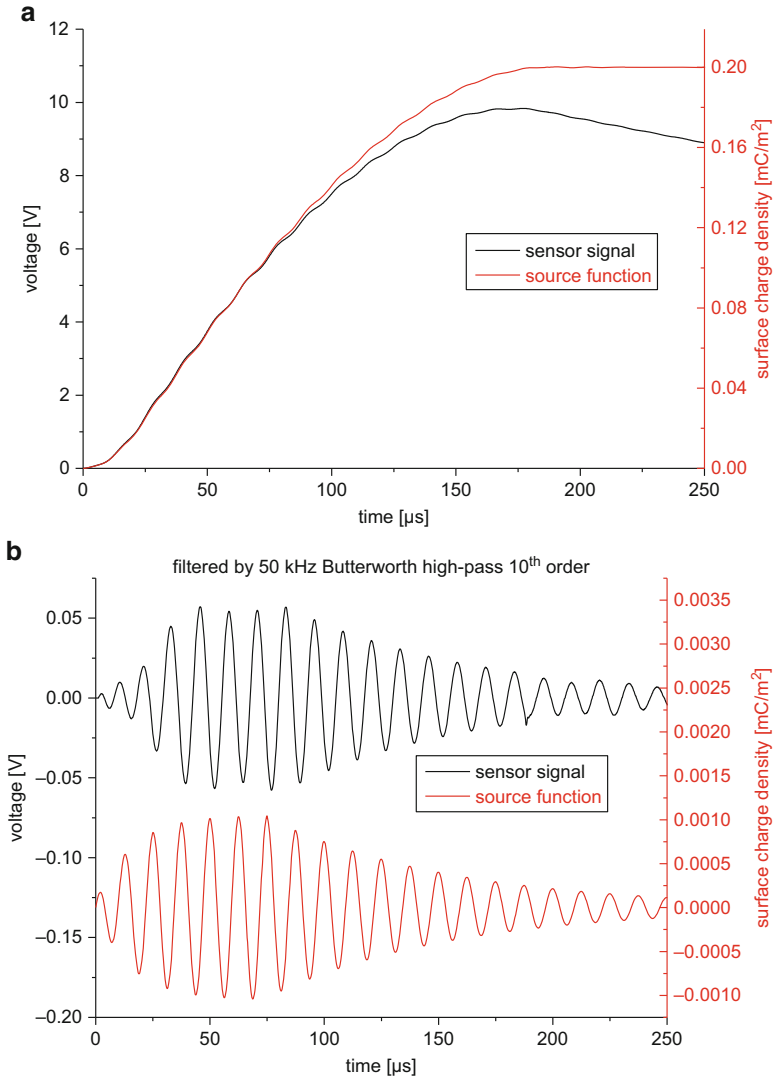 a
12
10
8
6
4
2
0
voltage [V]
0.20
0.16
0.12
0.08
0.04
0.00
surface charge density [mC/m²]
sensor signal
source function
0 50 100 150 200 250
time [µs]
b
filtered by 50 kHz Butterworth high-pass 10th order
0.05
0.00
–0.05
–0.10
–0.15
–0.20
voltage [V]
0.0035
0.0030
0.0025
0.0020
0.0015
0.0010
0.0005
0.0000
–0.0005
–0.0010
surface charge density [mC/m²]
sensor signal
source function
0 50 100 150 200 250
time [µs]